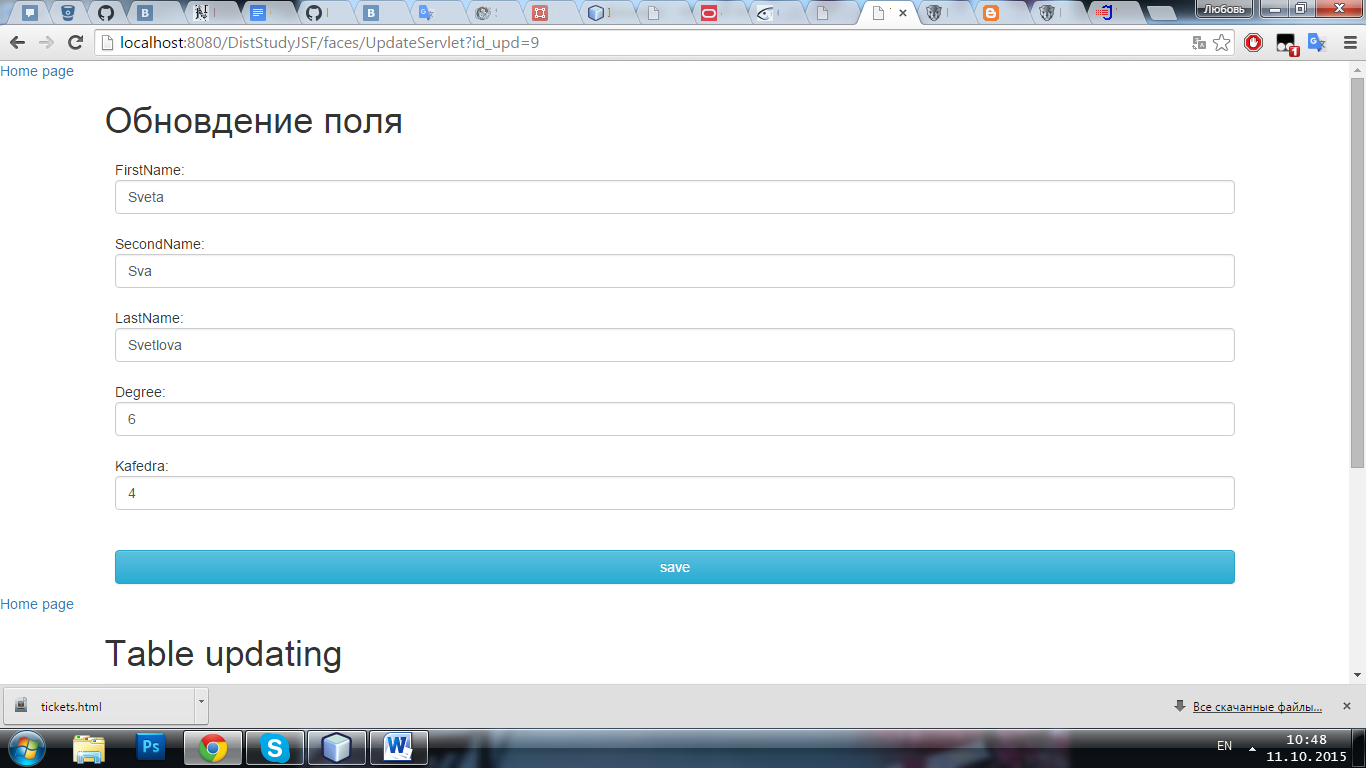 Любовь
localhost:8080/DistStudyJSF/faces/UpdateServlet?id_upd=9
Home page
Обновдение поля
FirstName:
Sveta
SecondName:
Sva
LastName:
Svetlova
Degree:
6
Kafedra:
4
save
Home page
Table updating
tickets.html
Все скачанные файлы...
EN
10:48
11.10.2015